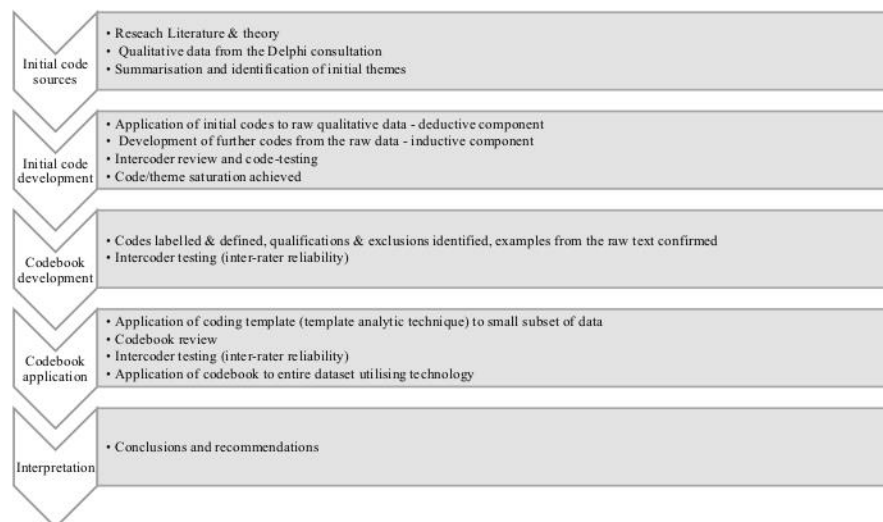 Initial code
sources
• Reseach Literature & theory
• Qualitative data from the Delphi consultation
• Summarisation and identification of initial themes
Initial code
development
• Application of initial codes to raw qualitative data - deductive component
• Development of further codes from the raw data - inductive component
• Intercoder review and code-testing
• Code/theme saturation achieved
Codebook
development
• Codes labelled & defined, qualifications & exclusions identified, examples from the raw text confirmed
• Intercoder testing (inter-rater reliability)
Codebook
application
• Application of coding template (template analytic technique) to small subset of data
• Codebook review
• Intercoder testing (inter-rater reliability)
• Application of codebook to entire dataset utilising technology
Interpretation
• Conclusions and recommendations